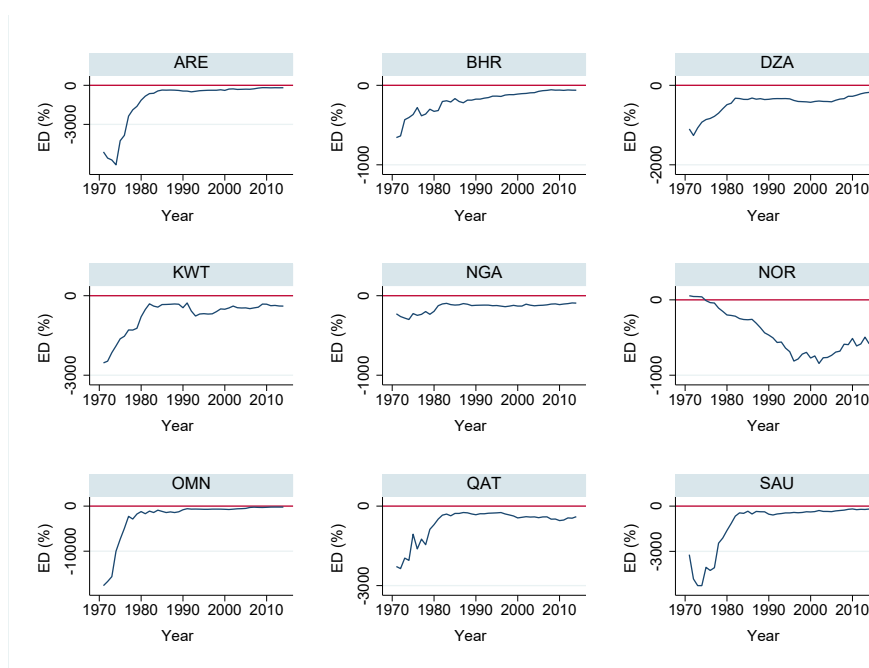 ARE BHR DZA
0 0 0
ED (%) ED (%) ED (%)
-3000 -1000 -2000
1970 1980 1990 2000 2010 1970 1980 1990 2000 2010 1970 1980 1990 2000 2010
Year Year Year
KWT NGA NOR
0 0 0
ED (%) ED (%) ED (%)
-3000 -1000 -1000
1970 1980 1990 2000 2010 1970 1980 1990 2000 2010 1970 1980 1990 2000 2010
Year Year Year
OMN QAT SAU
0 0 0
ED (%) ED (%) ED (%)
-10000 -3000 -3000
1970 1980 1990 2000 2010 1970 1980 1990 2000 2010 1970 1980 1990 2000 2010
Year Year Year